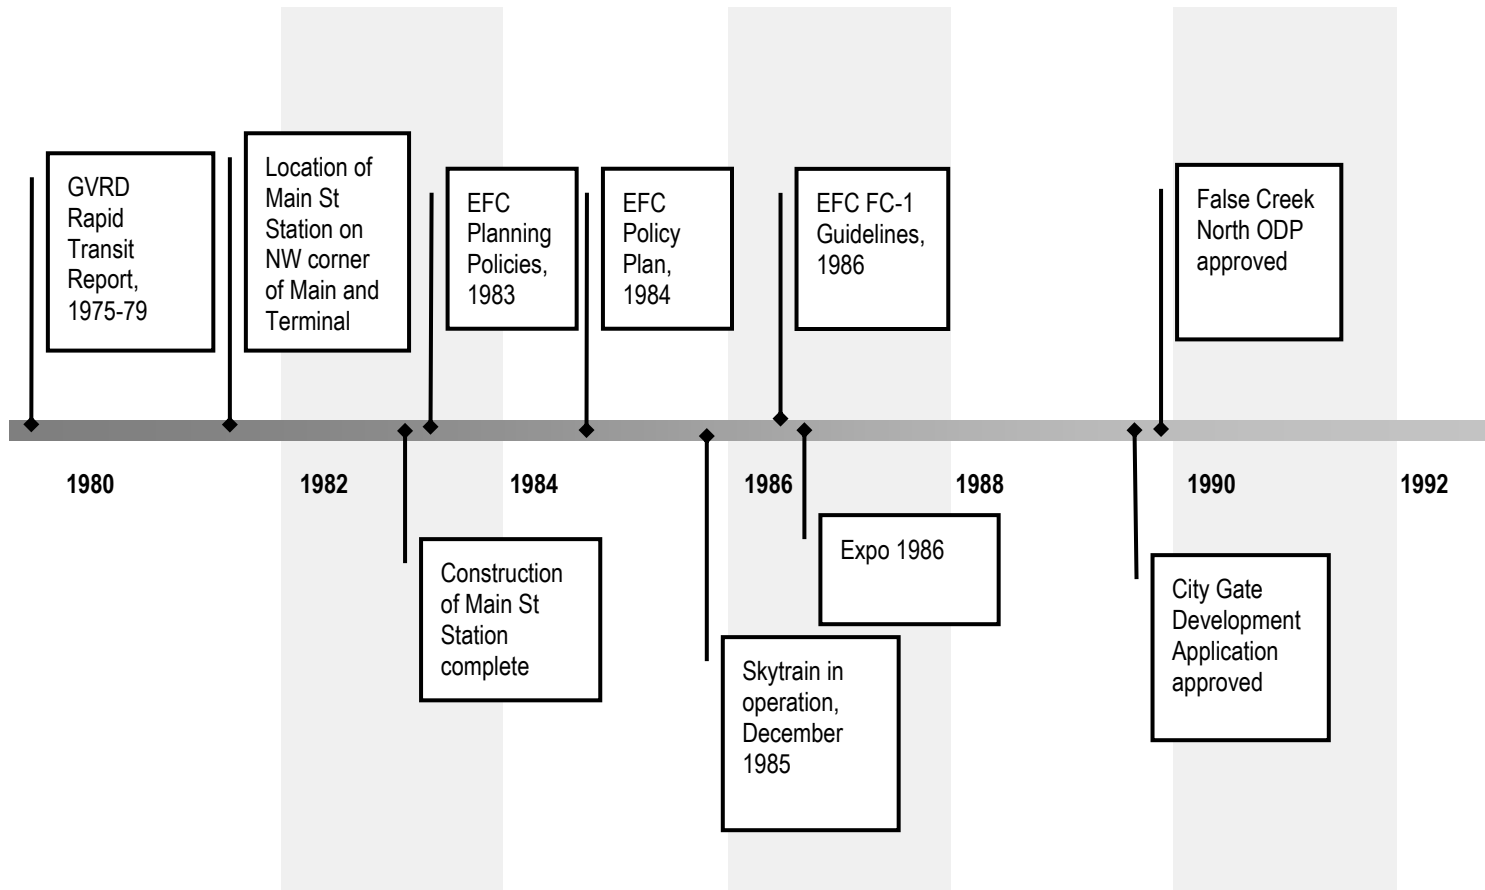 GVRD
Rapid
Transit
Report,
1975-79
Location of
Main St
Station on
NW corner
of Main and
Terminal
EFC
Planning
Policies,
1983
EFC
Policy
Plan,
1984
EFC FC-1
Guidelines,
1986
False Creek
North ODP
approved
1980
1982
1984
1986
1988
1990
1992
Construction
of Main St
Station
complete
Skytrain in
operation,
December
1985
Expo 1986
City Gate
Development
Application
approved